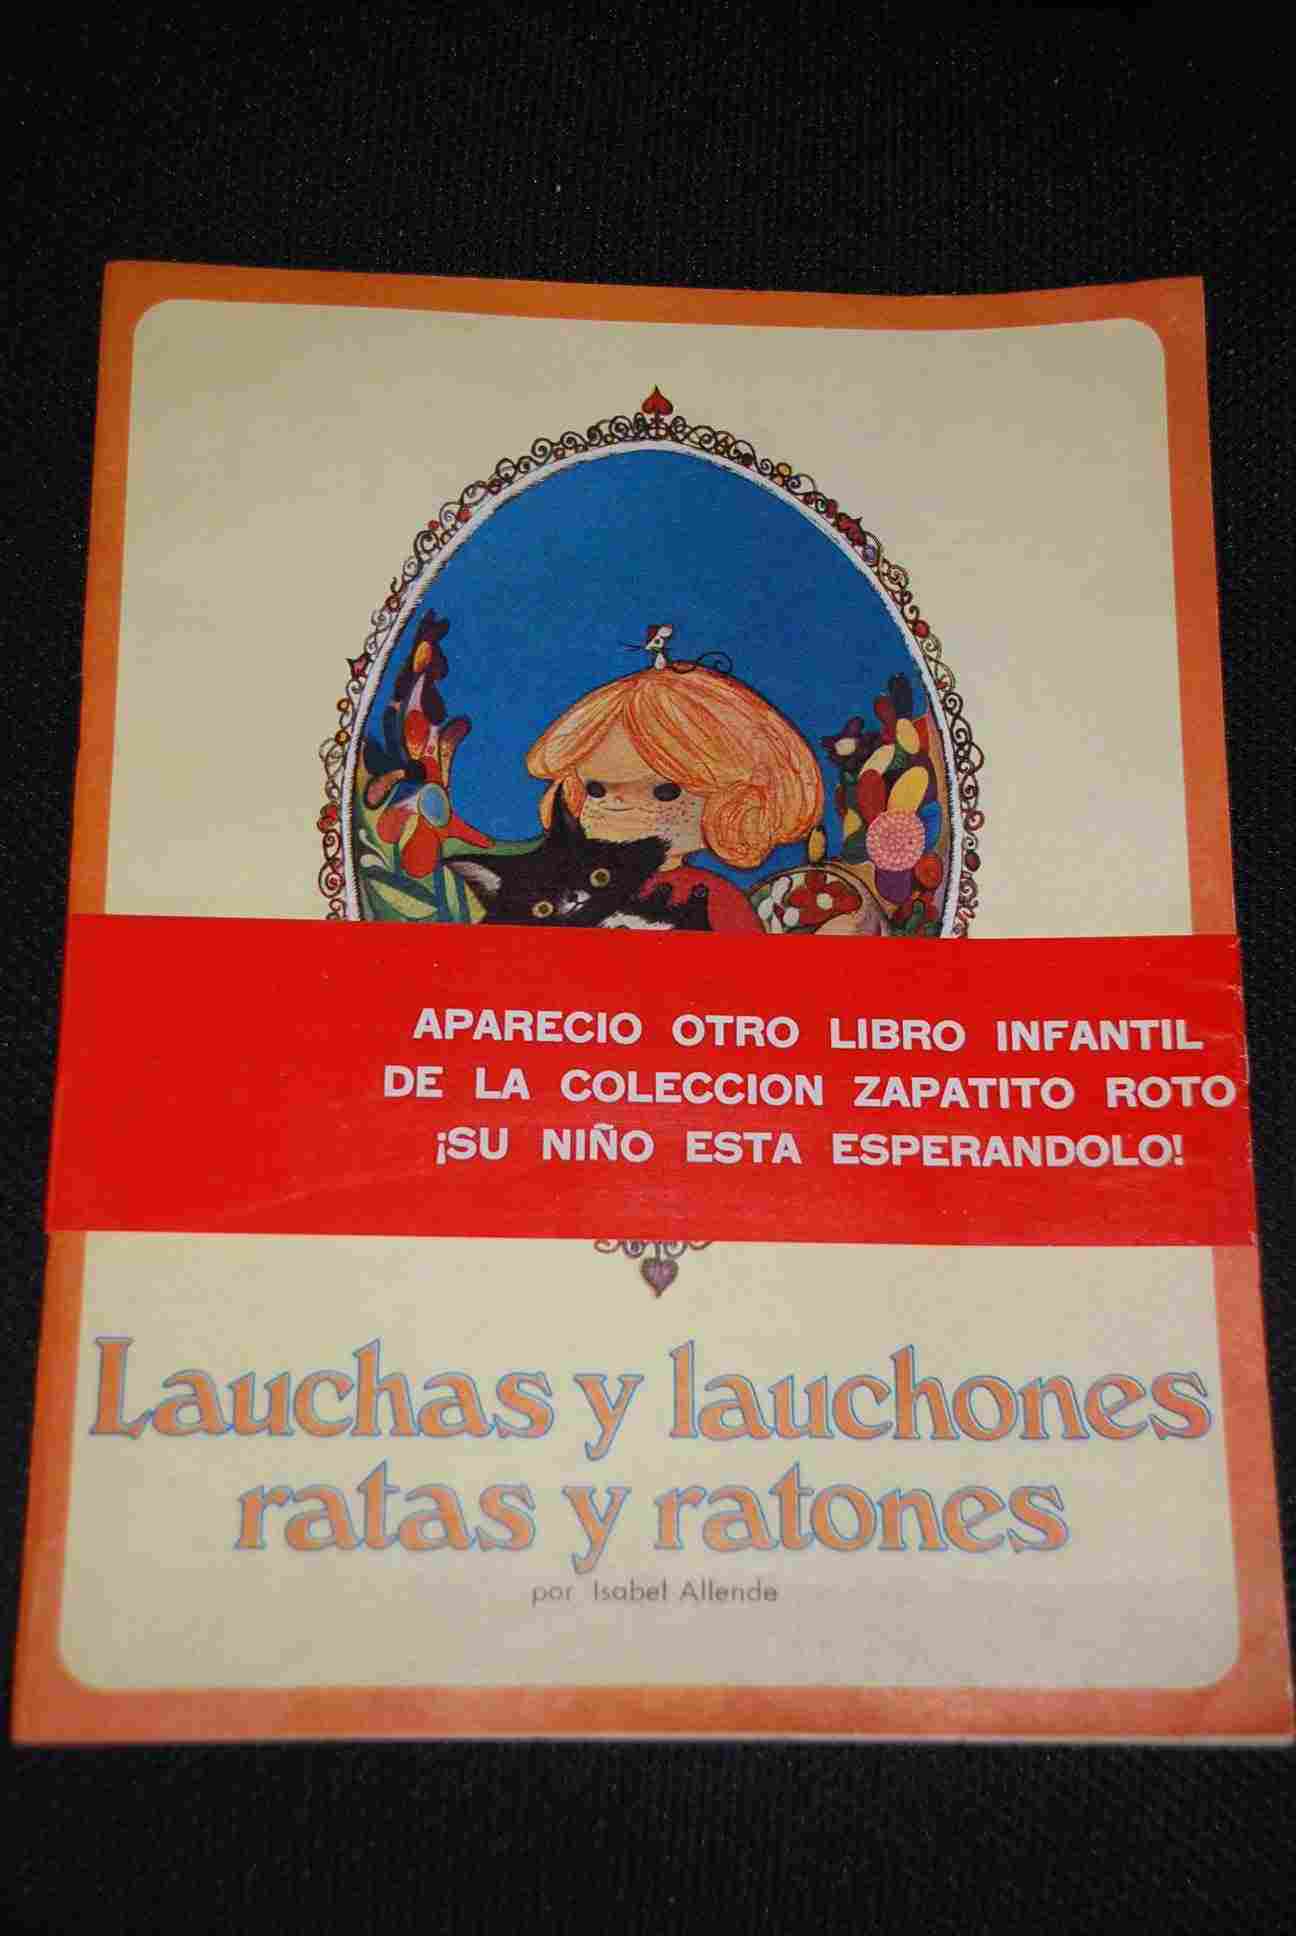 APARECIO OTRO LIBRO INFANTIL
DE LA COLECCION ZAPATITO ROTO
¡SU NIÑO ESTA ESPERANDOLO!
Lauchas y lauchones
ratas y ratones
por Isabel Allende